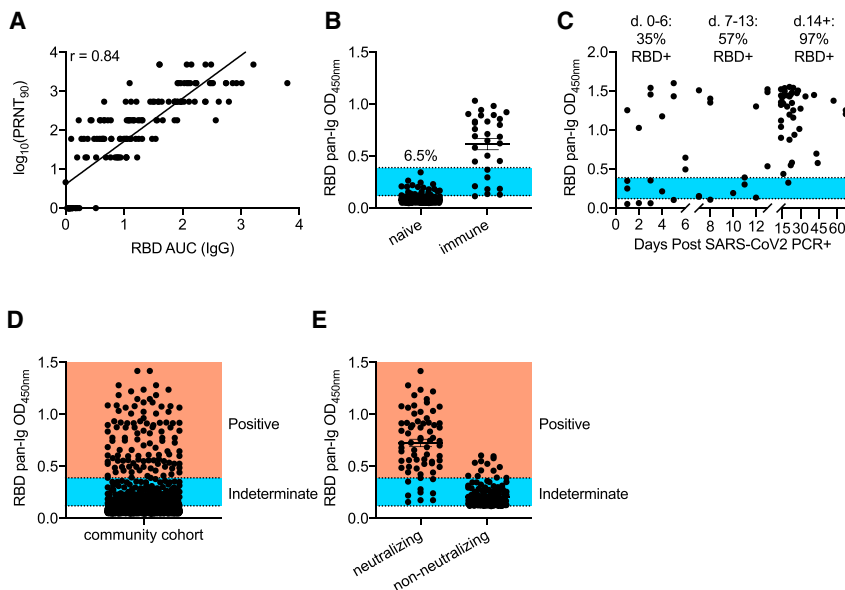 A
r = 0.84
log10(PRNT90)
4
3
2
1
0
0
1
2
3
4
RBD AUC (IgG)
B
RBD pan-Ig OD450nm
1.5
1.0
0.5
0.0
6.5%
naive
immune
C
d. 0-6:
35%
RBD+
d. 7-13:
57%
RBD+
d.14+:
97%
RBD+
RBD pan-Ig OD450nm
2.0
1.5
1.0
0.5
0.0
0
2
4
6
8
10
12
15
30
45
60
Days Post SARS-CoV2 PCR+
D
RBD pan-Ig OD450nm
1.5
1.0
0.5
0.0
Positive
Indeterminate
community cohort
E
RBD pan-Ig OD450nm
1.5
1.0
0.5
0.0
Positive
Indeterminate
neutralizing
non-neutralizing